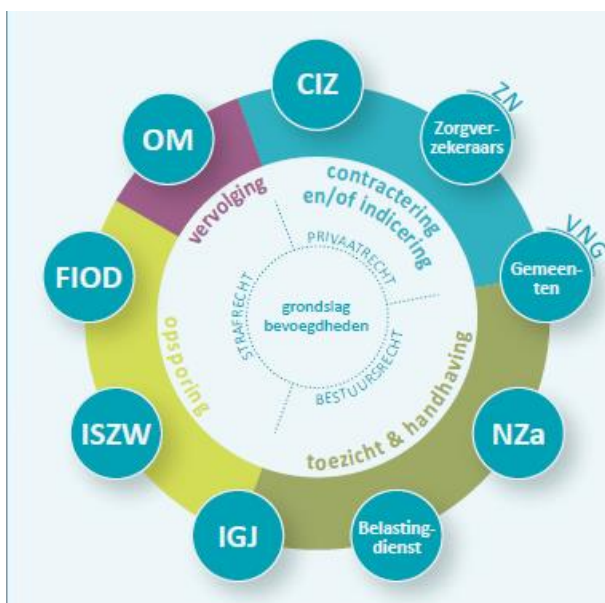 CIZ
ZN
Zorgver-
zekeraars
VNG
Gemeen-
ten
NZa
Belasting-
dienst
IGJ
ISZW
FIOD
OM
vervolging
contractering
en/of indicering
toezicht & handhaving
opsporing
PRIVAATRECHT
BESTUURSRECHT
STRAFRECHT
grondslag
bevoegdheden